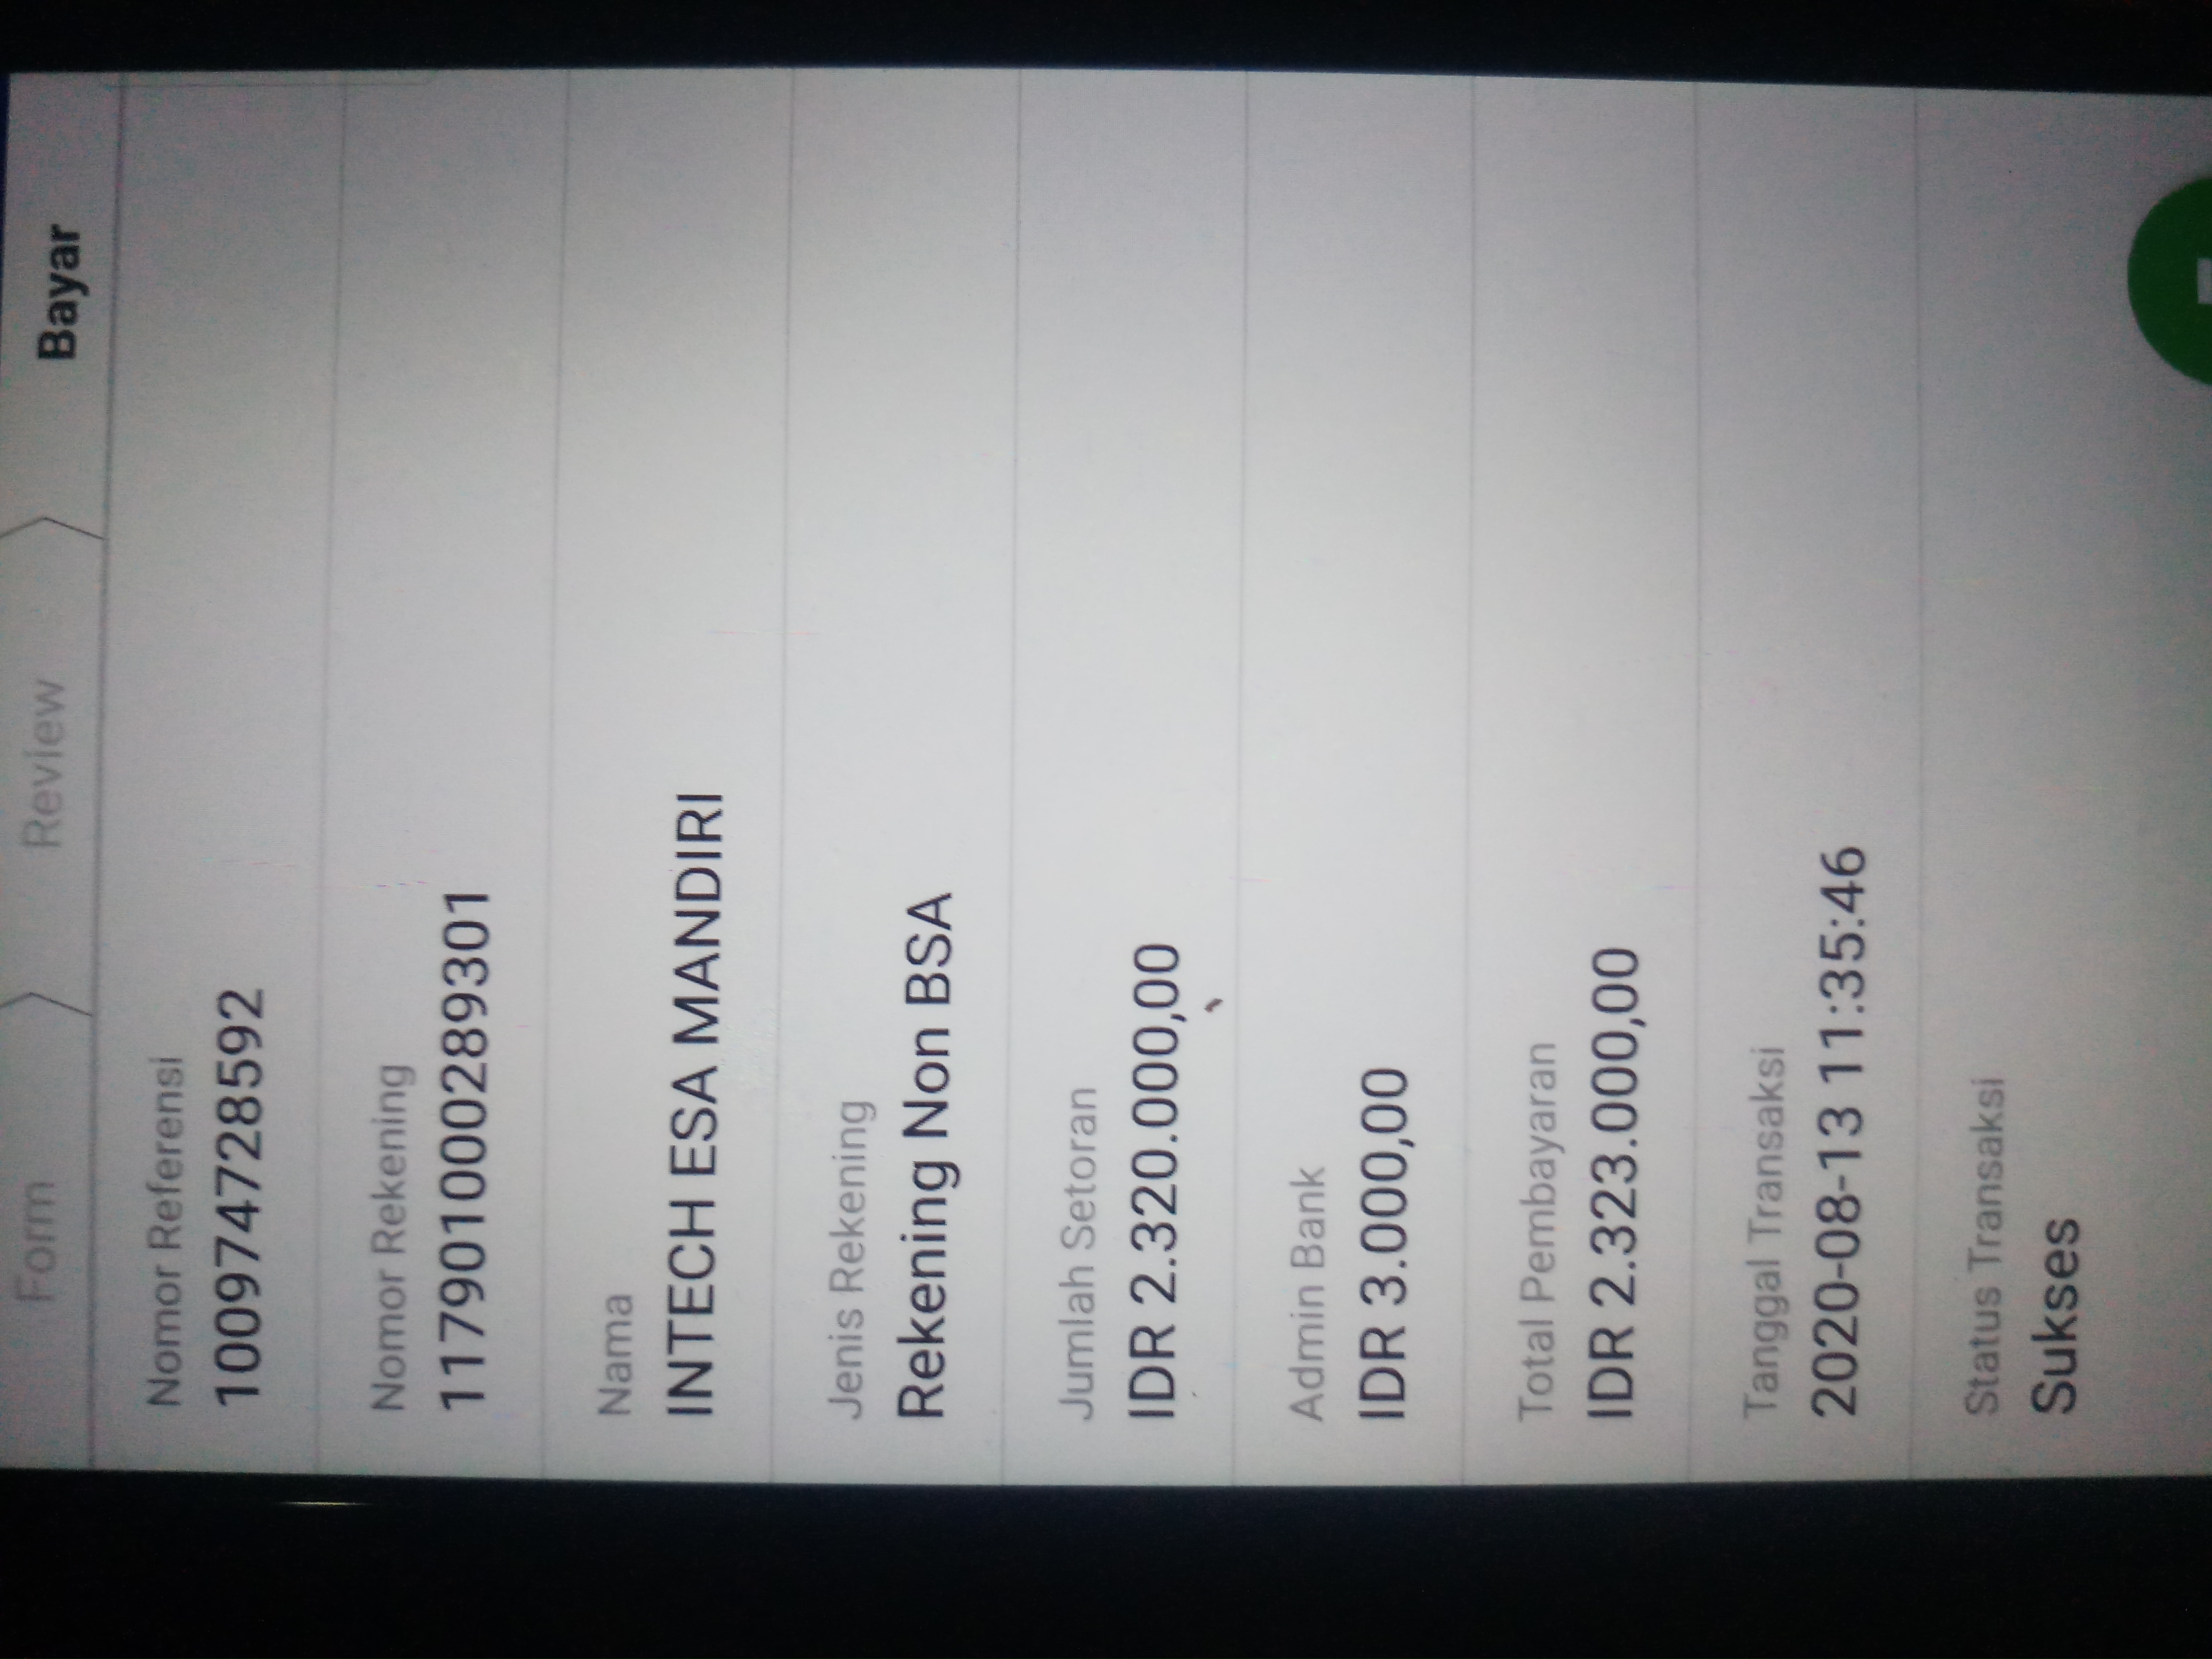 Form
Review
Bayar
Nomor Referensi
100974728592
Nomor Rekening
117901000289301
Nama
INTECH ESA MANDIRI
Jenis Rekening
Rekening Non BSA
Jumlah Setoran
IDR 2.320.000,00
Admin Bank
IDR 3.000,00
Total Pembayaran
IDR 2.323.000,00
Tanggal Transaksi
2020-08-13 11:35:46
Status Transaksi
Sukses